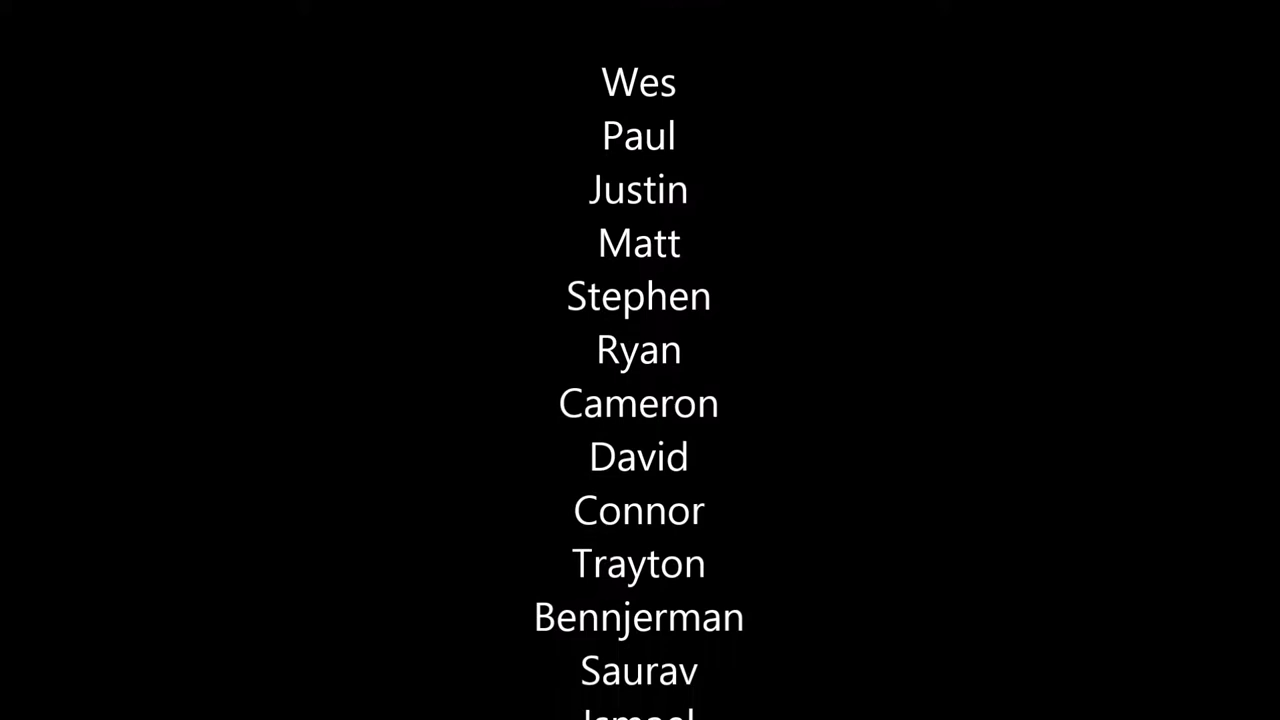 Wes
Paul
Justin
Matt
Stephen
Ryan
Cameron
David
Connor
Trayton
Bennjerman
Saurav